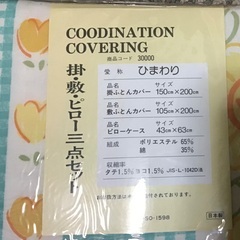 COODINATION
COVERING
商品コード 30000
掛・敷・ピロー三点セット
愛称 ひまわり
品名 サイズ
掛ふとんカバー 150cm×200cm
品名 サイズ
敷ふとんカバー 105cm×200cm
品名 サイズ
ピローケース 43cm×63cm
組成 ポリエステル 65%
綿 35%
収縮率
タテ1.5% ヨコ1.5%
日本製